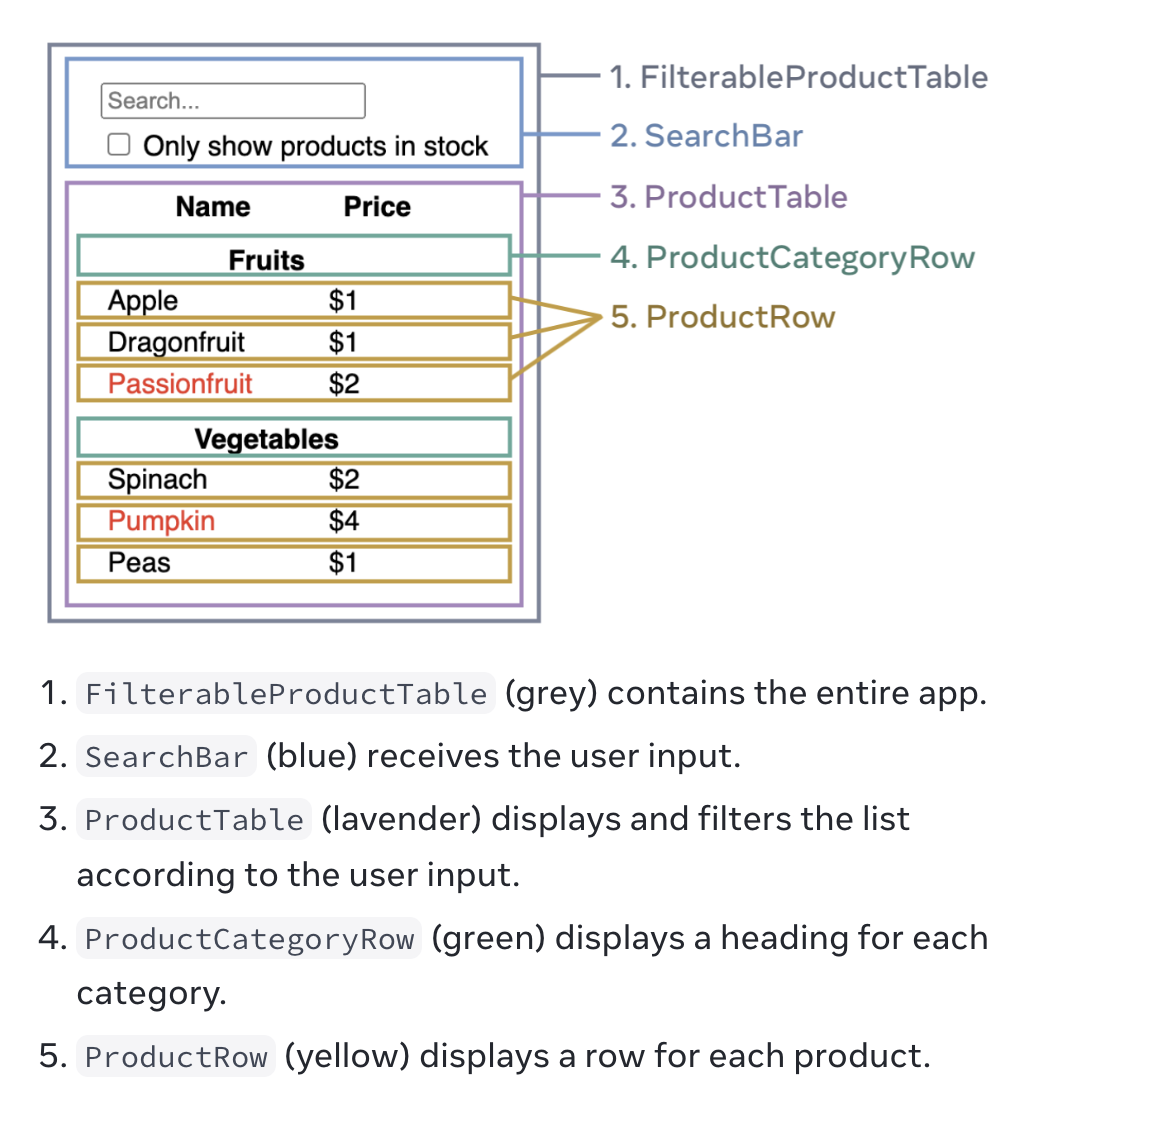 Search...
Only show products in stock
Name Price
Fruits
Apple $1
Dragonfruit $1
Passionfruit $2
Vegetables
Spinach $2
Pumpkin $4
Peas $1
1. FilterableProductTable
2. SearchBar
3. ProductTable
4. ProductCategoryRow
5. ProductRow
1. FilterableProductTable (grey) contains the entire app.
2. SearchBar (blue) receives the user input.
3. ProductTable (lavender) displays and filters the list
according to the user input.
4. ProductCategoryRow (green) displays a heading for each
category.
5. ProductRow (yellow) displays a row for each product.